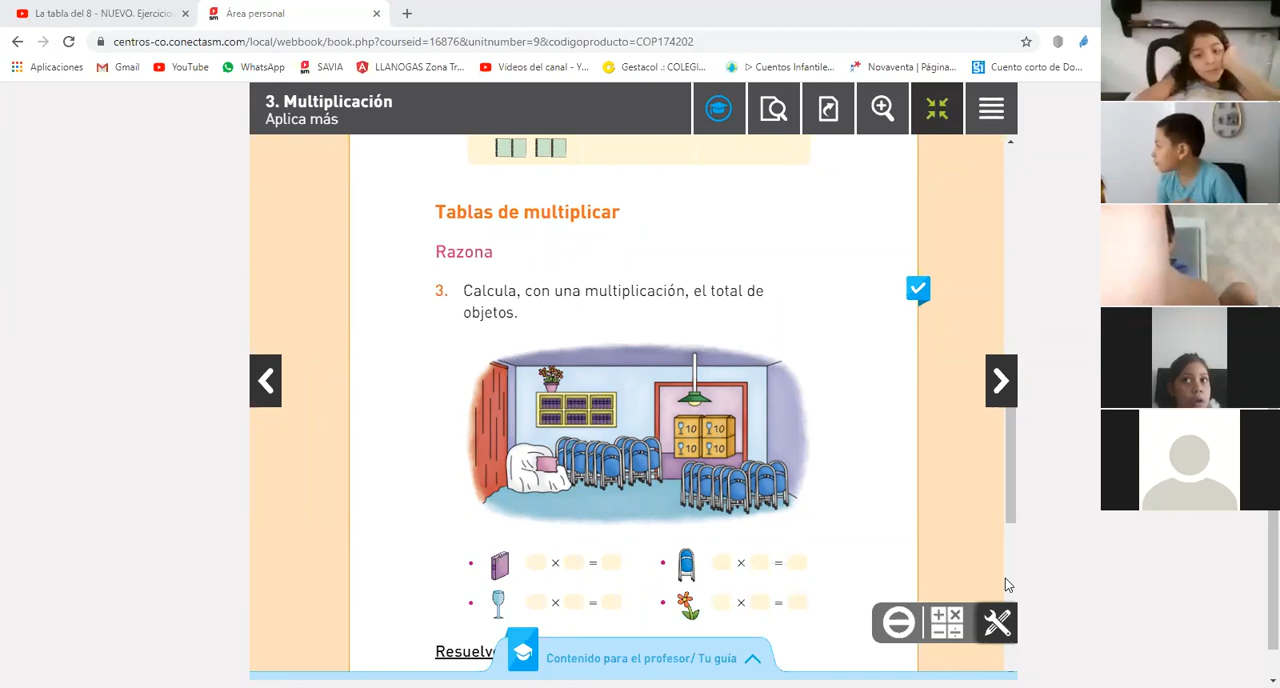 La tabla del 8 - NUEVO. Ejercicio
Área personal
centros-co.conectasm.com/local/webbook/book.php?courseid=16876&unitnumber=9&codigoproducto=COP174202
Aplicaciones
Gmail
YouTube
WhatsApp
SAVIA
LLANOGAS Zona Tr...
Videos del canal - Y...
Gestacol .: COLEGI...
Cuentos Infantile...
Novaventa | Págin...
Cuento corto de Do...
3. Multiplicación
Aplica más
Tablas de multiplicar
Razona
3. Calcula, con una multiplicación, el total de
objetos.
10 10
10 10
• × = • × =
• × = • × =
Resuelv
Contenido para el profesor/ Tu guía